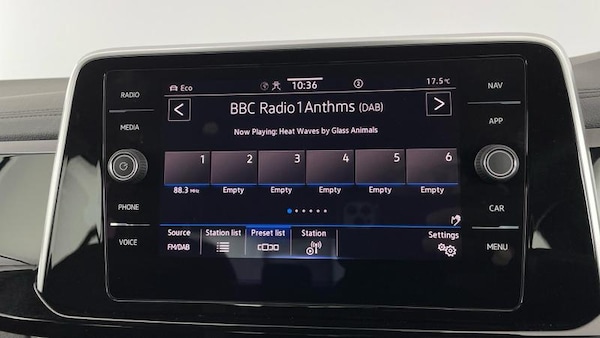 RADIO
MEDIA
PHONE
VOICE
Eco 10:36 17.5°C
BBC Radio1Anthms (DAB)
Now Playing: Heat Waves by Glass Animals
1 2 3 4 5 6
88.3 MHz Empty Empty Empty Empty Empty
Source Station list Preset list Station Settings
FM/DAB
NAV
APP
CAR
MENU